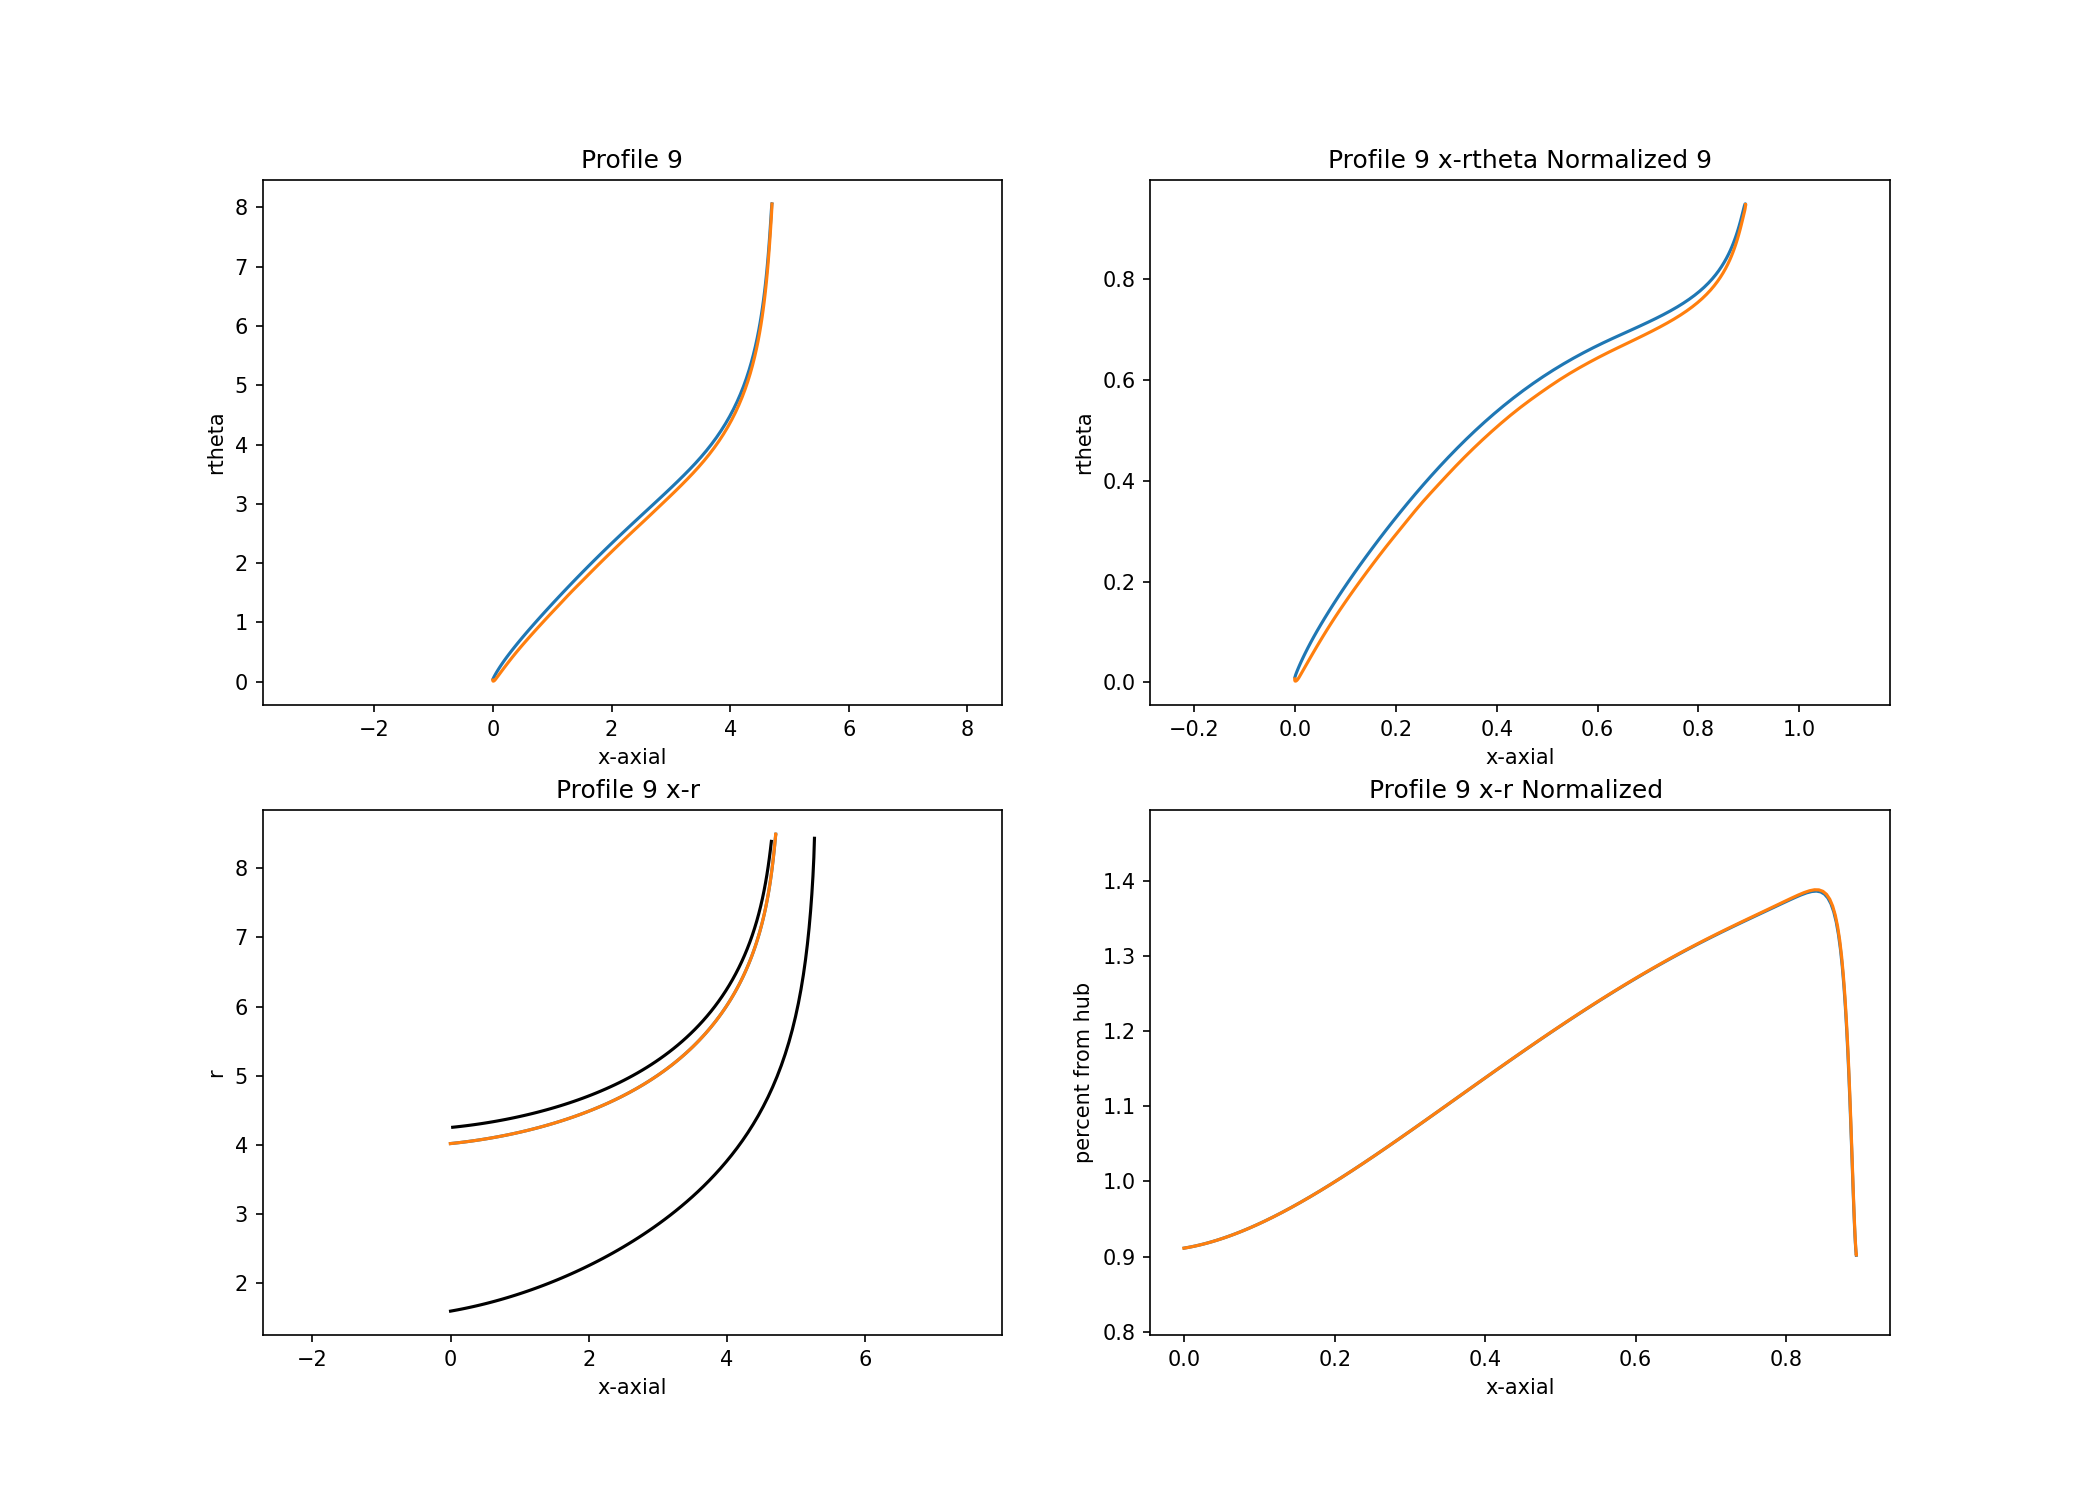 Profile 9
8
7
6
5
4
3
2
1
0
rtheta
−2 0 2 4 6 8
x-axial
Profile 9 x-rtheta Normalized 9
0.8
0.6
0.4
0.2
0.0
rtheta
−0.2 0.0 0.2 0.4 0.6 0.8 1.0
x-axial
Profile 9 x-r
8
7
6
5
4
3
2
r
−2 0 2 4 6
x-axial
Profile 9 x-r Normalized
1.4
1.3
1.2
1.1
1.0
0.9
0.8
percent from hub
0.0 0.2 0.4 0.6 0.8
x-axial